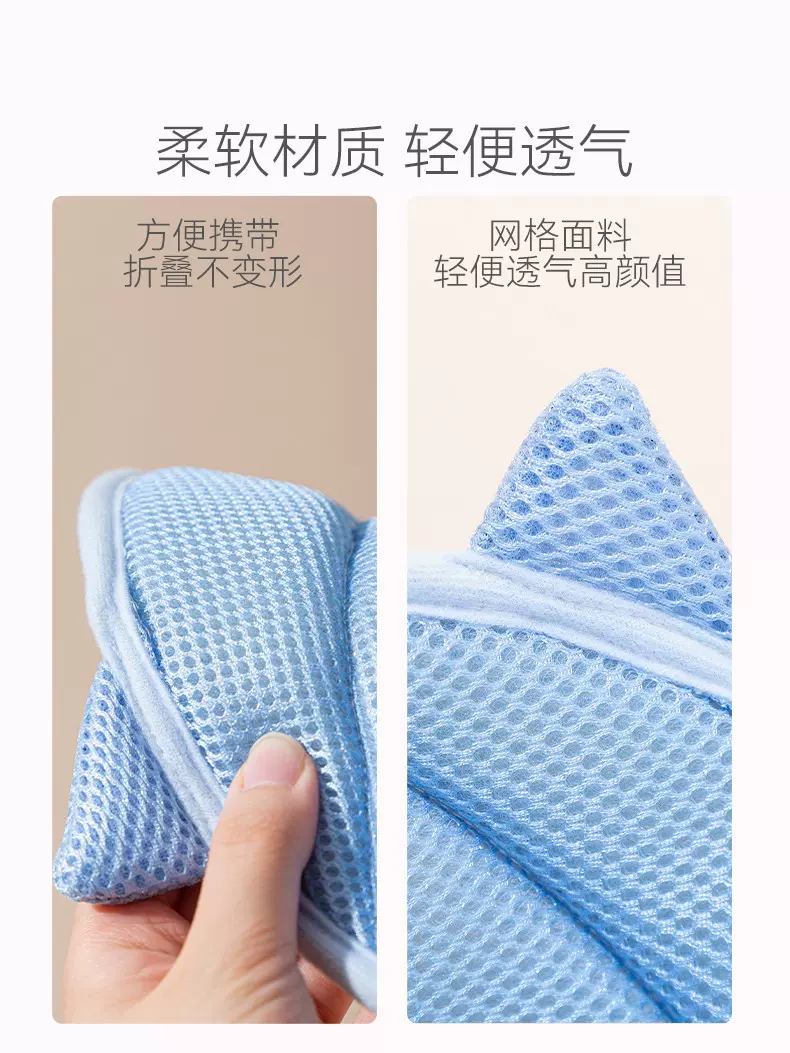 柔软材质 轻便透气
方便携带
折叠不变形
网格面料
轻便透气高颜值